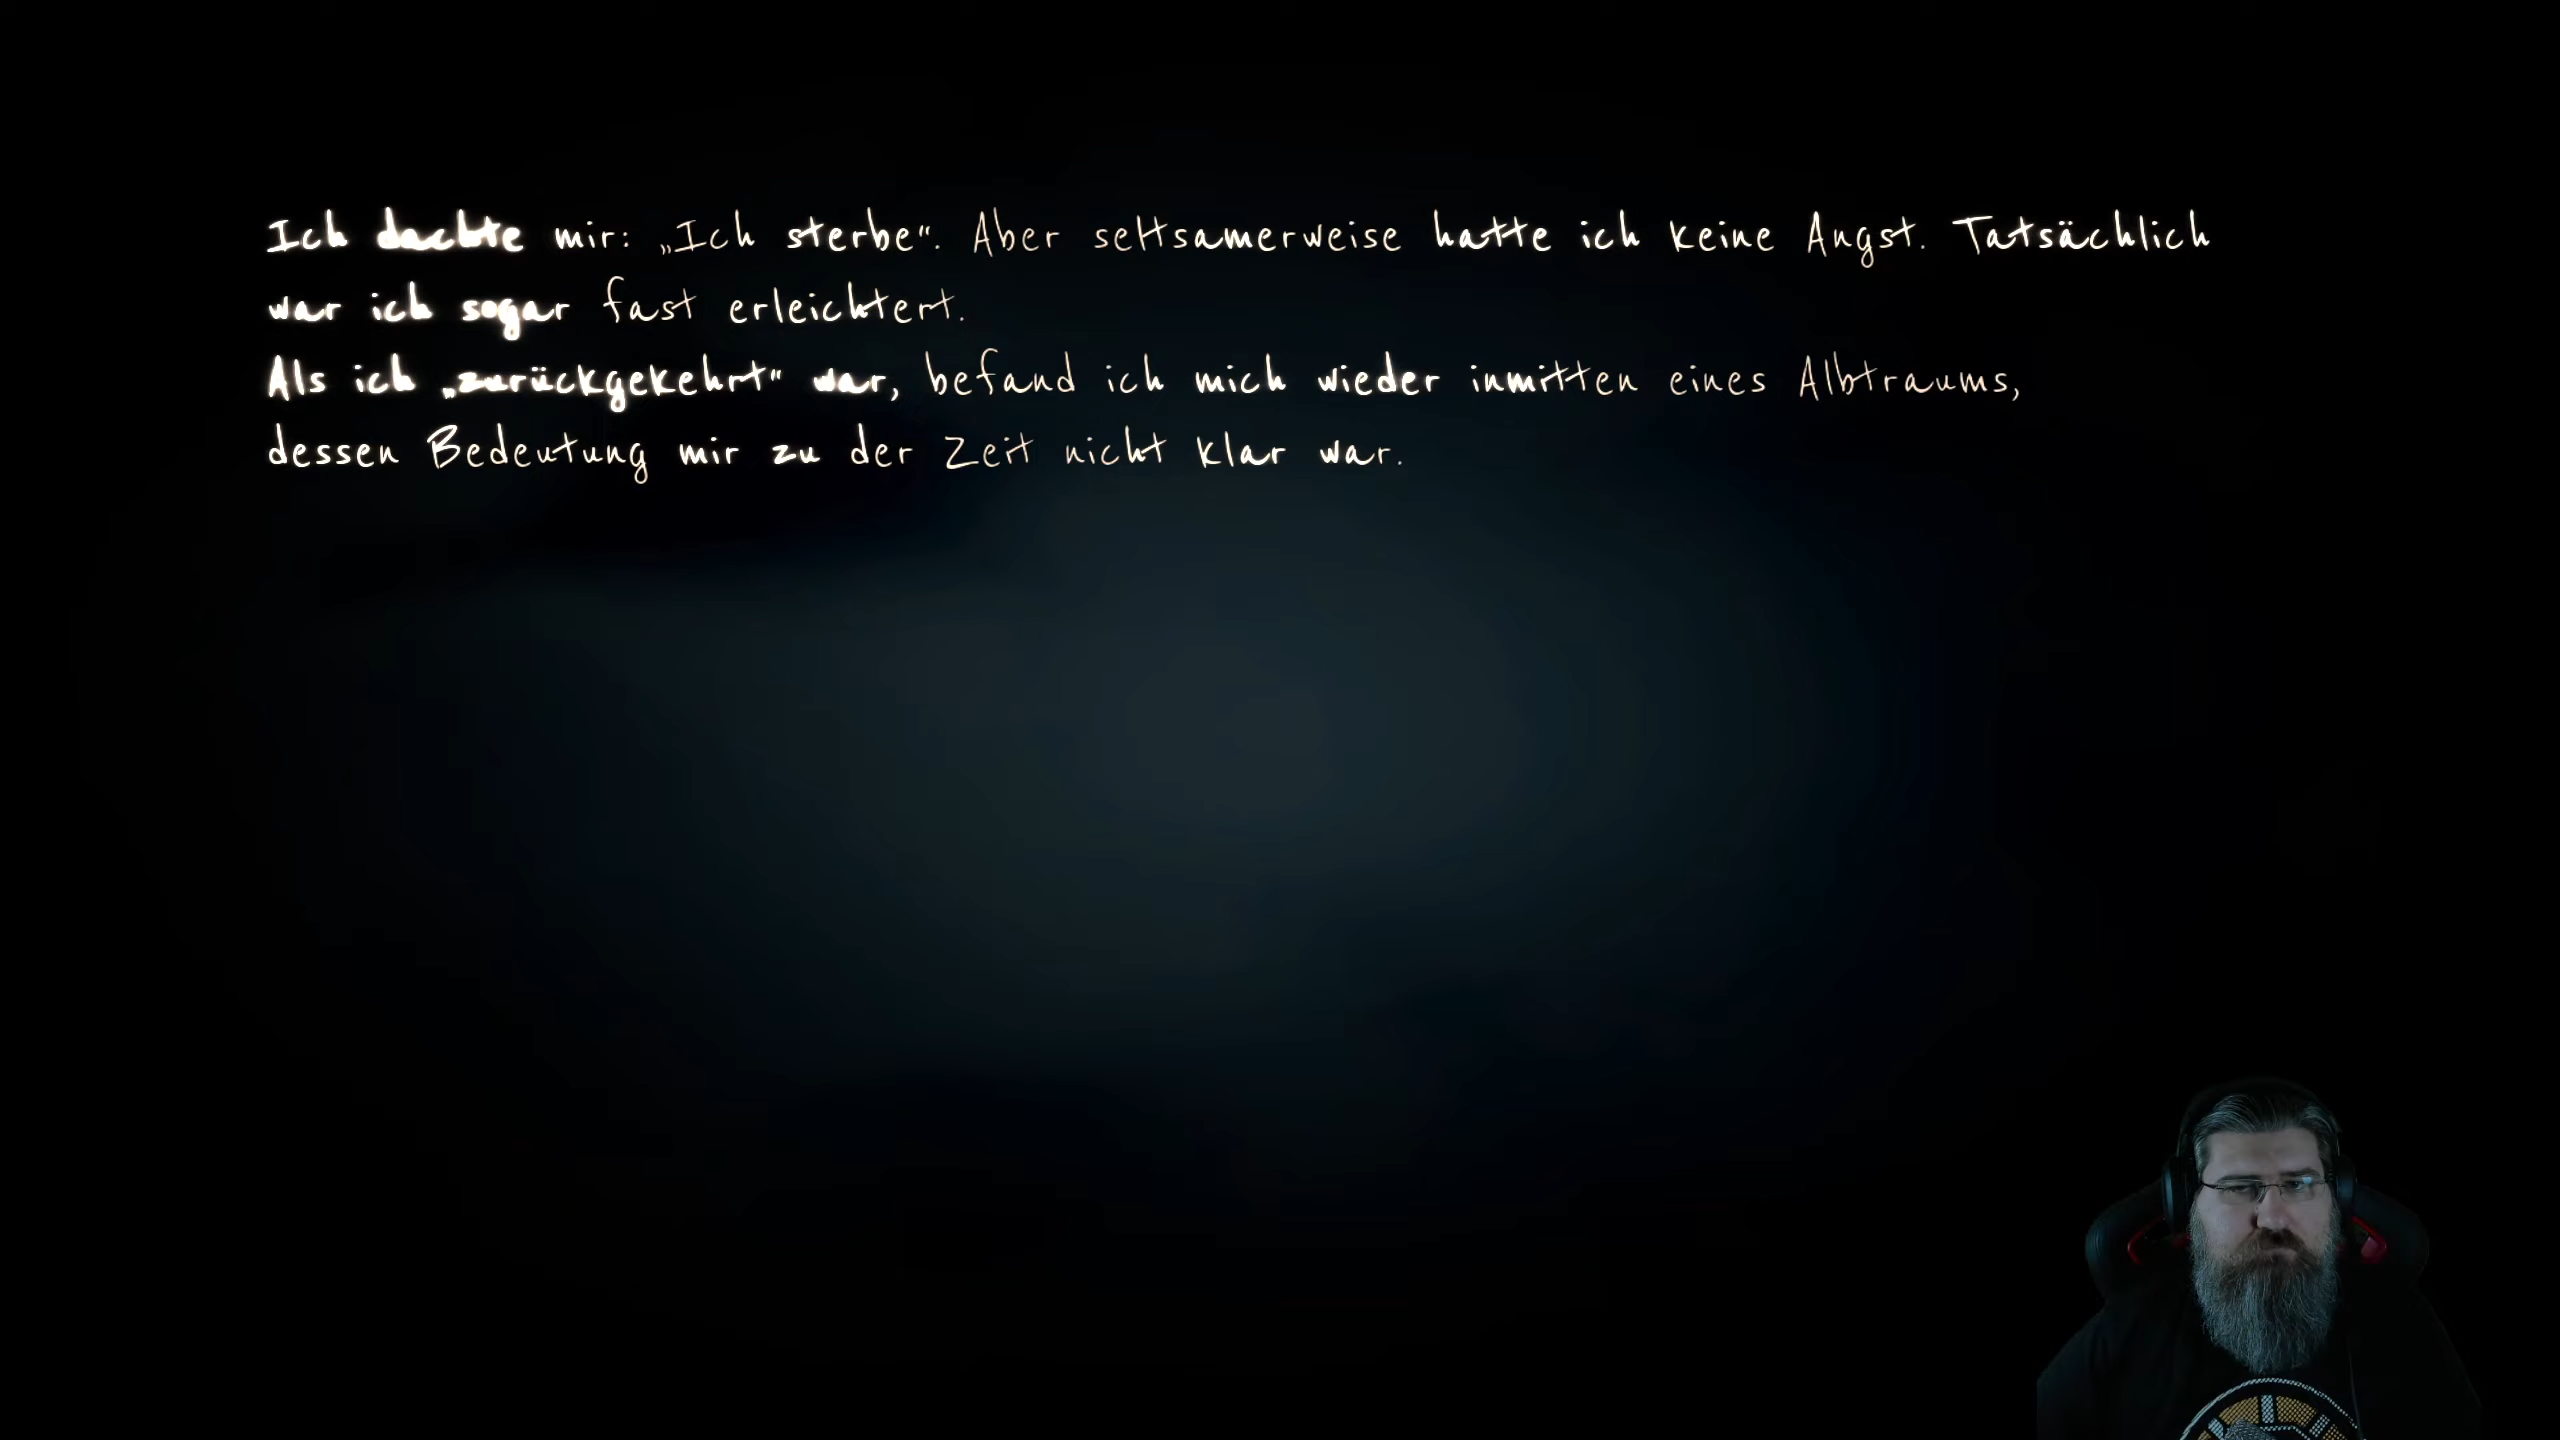 Ich dachte mir: „Ich sterbe“. Aber seltsamerweise hatte ich keine Angst. Tatsächlich
war ich sogar fast erleichtert.
Als ich „zurückgekehrt“ war, befand ich mich wieder inmitten eines Albtraums,
dessen Bedeutung mir zu der Zeit nicht klar war.